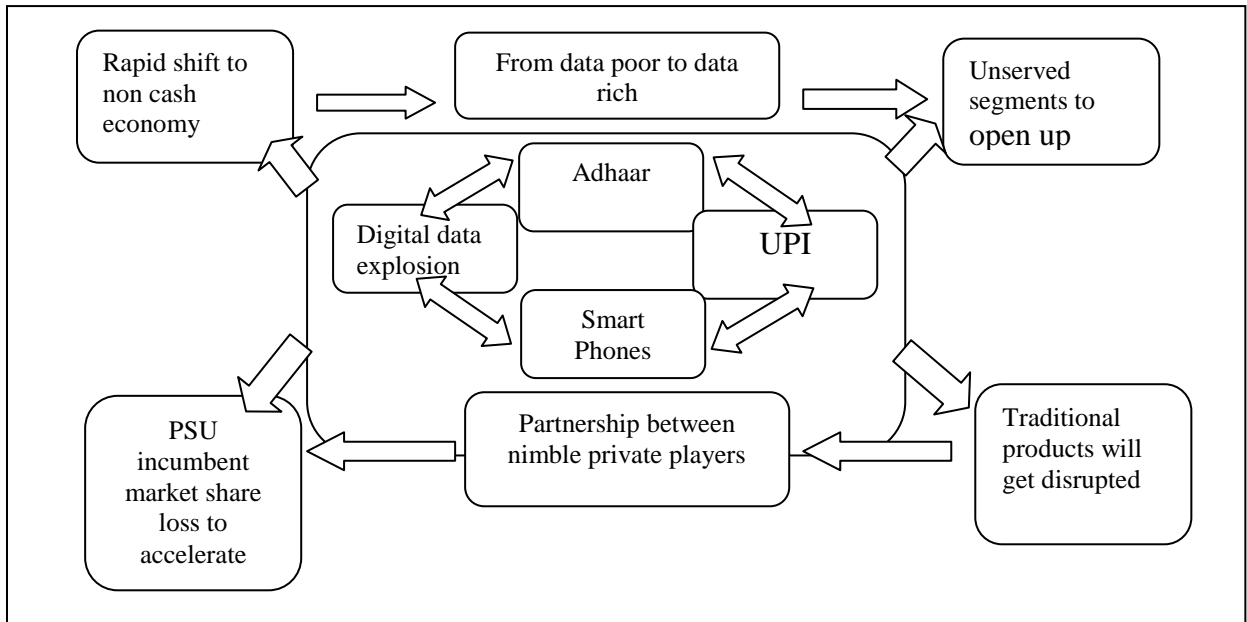 Rapid shift to
non cash
economy
From data poor to data
rich
Unserved
segments to
open up
Adhaar
Digital data
explosion
UPI
Smart
Phones
PSU
incumbent
market share
loss to
accelerate
Partnership between
nimble private players
Traditional
products will
get disrupted